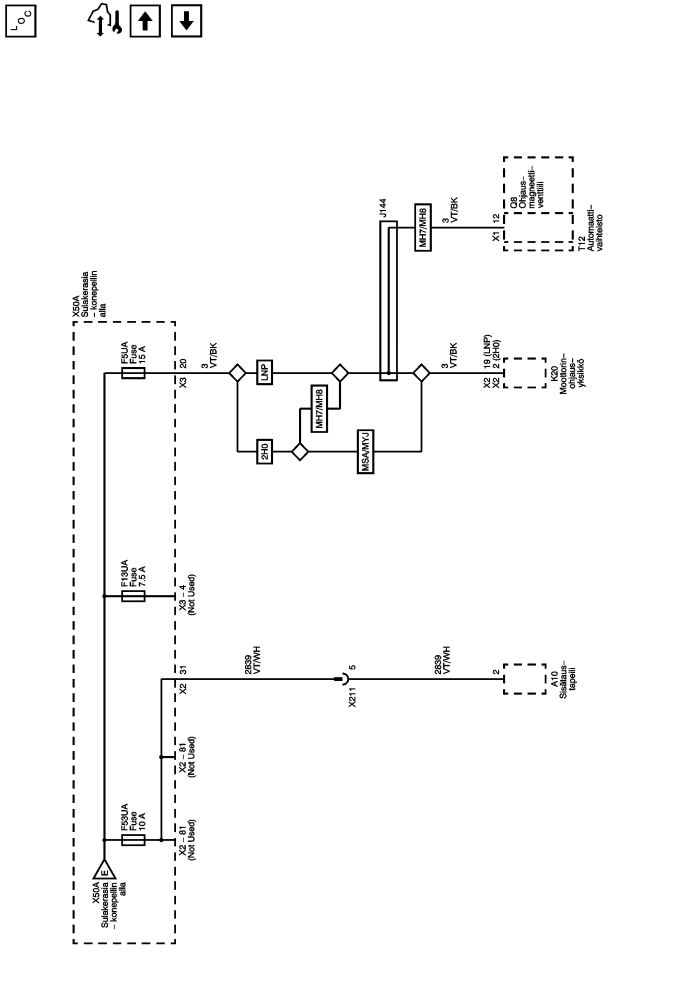 LOC
X50A
Sulakerasia
– konepellin
alla
E
F53UA
Fuse
10 A
X2 – 81
(Not Used)
X2 – 81
(Not Used)
X2 31
2839
VT/WH
X211 5
2839
VT/WH
2
A10
Sisätaus–
tapeili
F13UA
Fuse
7.5 A
X3 – 4
(Not Used)
X50A
Sulakerasia
– konepellin
alla
F5UA
Fuse
15 A
X3 20
3
VT/BK
LNP
2H0
MH7/MH8
MSA/MYJ
J144
3
VT/BK
X2 19 (LNP)
X2 2 (2H0)
K20
Moottorin–
ohjaus–
yksikkö
MH7/MH8
3
VT/BK
X1 12
Q8
Ohjaus–
magneetti–
venttiili
T12
Automaatti–
vaihteisto